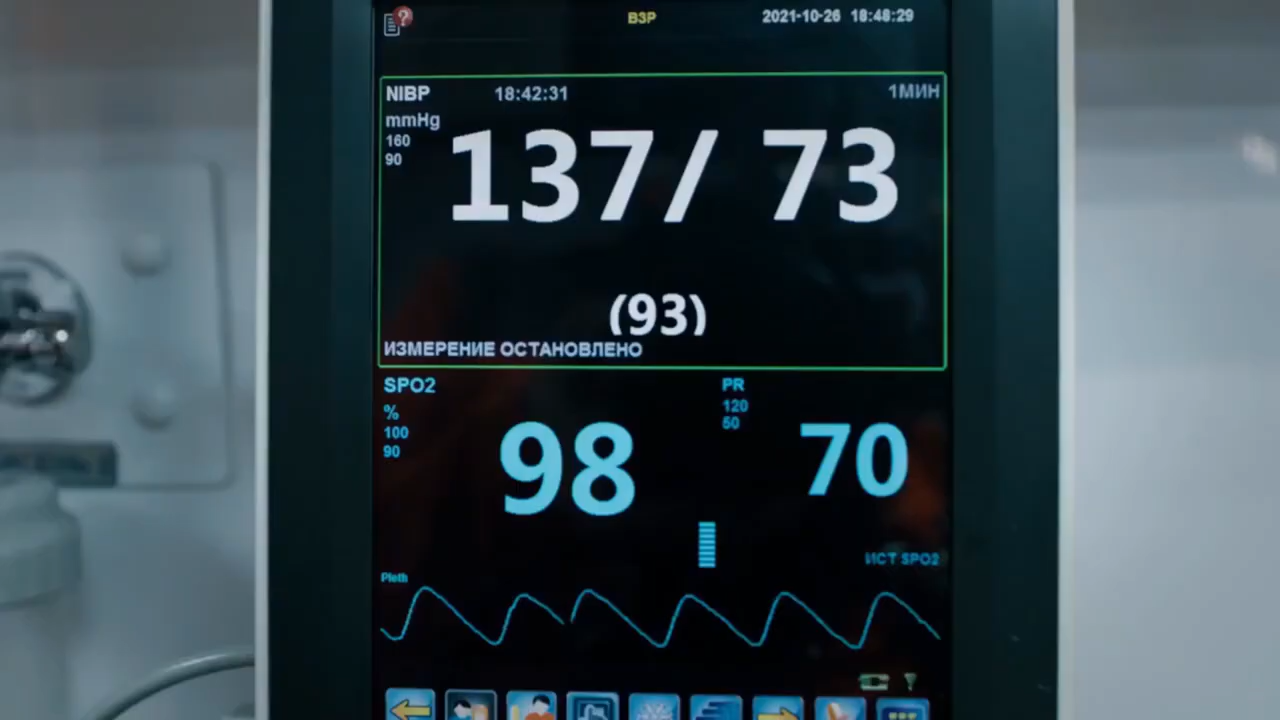 ?
ВЗР 2021-10-26 18:48:29
NIBP 18:42:31 1МИН
mmHg
160
90
137/ 73
(93)
ИЗМЕРЕНИЕ ОСТАНОВЛЕНО
SPO2
%
100
90
98
PR
120
50
70
ИСТ SPO2
Pleth